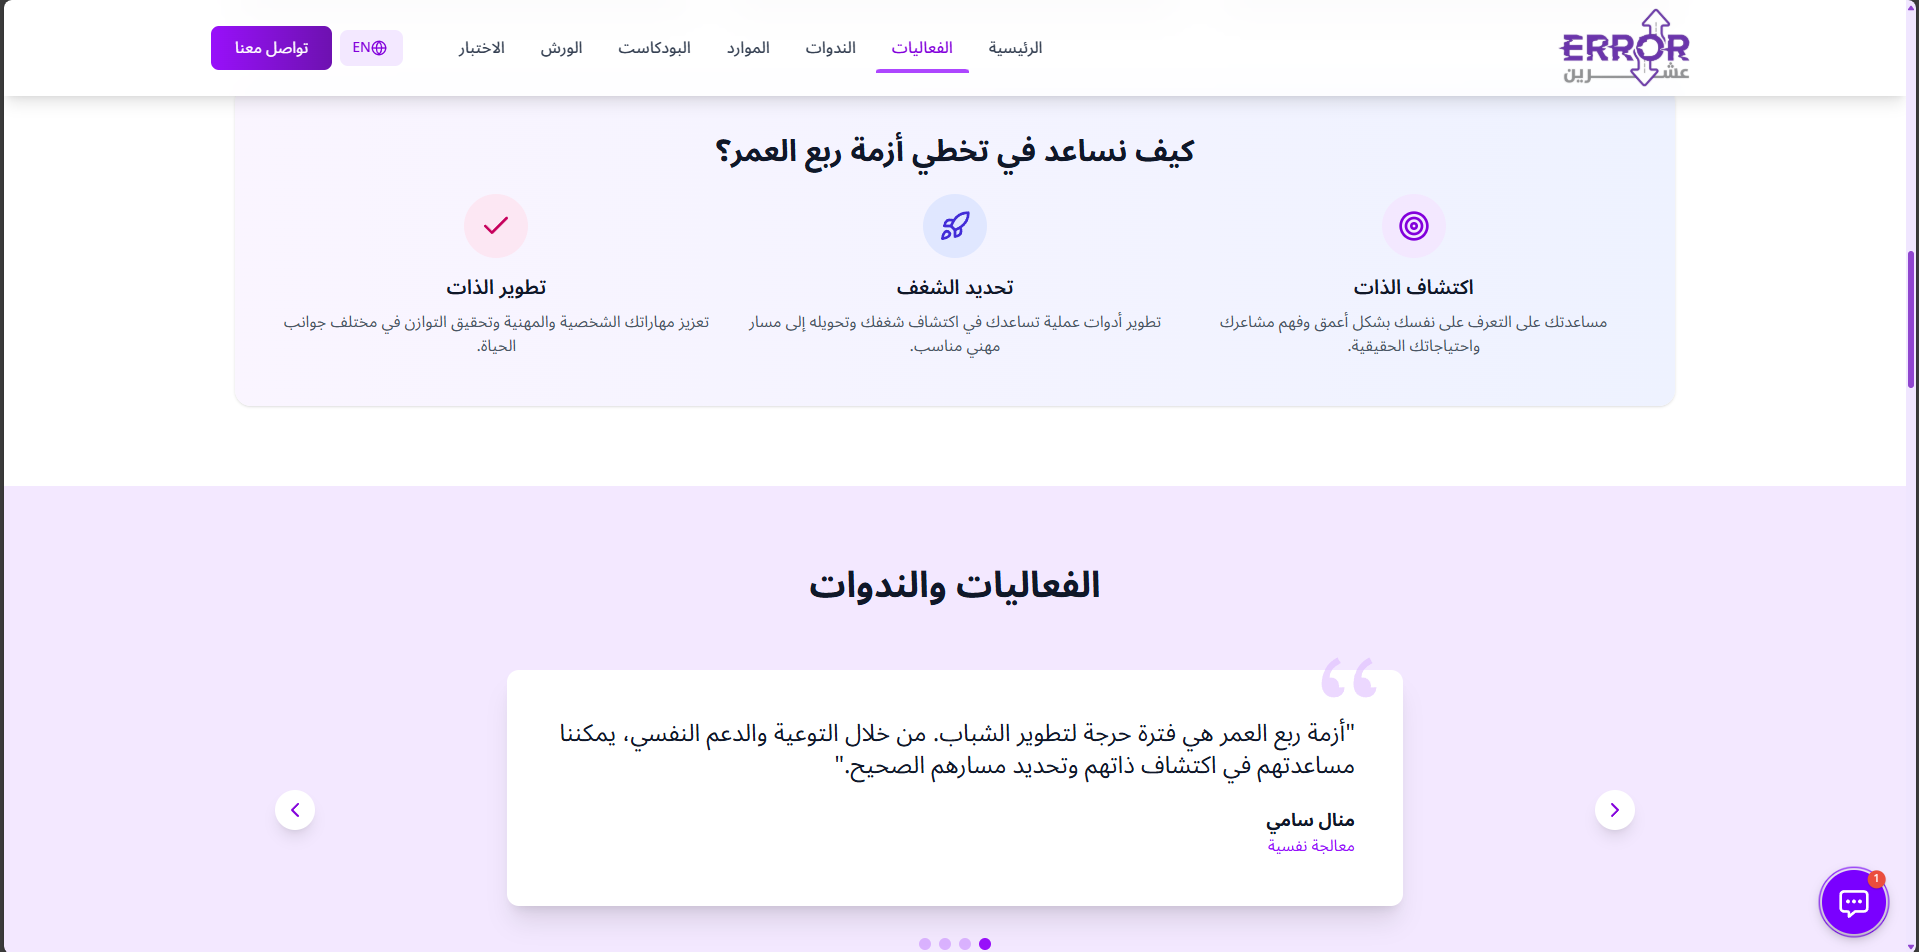 ERROR
عشرين
الرئيسية
الفعاليات
الندوات
الموارد
البودكاست
الورش
الاختبار
EN
تواصل معنا
كيف نساعد في تخطي أزمة ربع العمر؟
اكتشاف الذات
مساعدتك على التعرف على نفسك بشكل أعمق وفهم مشاعرك
واحتياجاتك الحقيقية.
تحديد الشغف
تطوير أدوات عملية تساعدك في اكتشاف شغفك وتحويله إلى مسار
مهني مناسب.
تطوير الذات
تعزيز مهاراتك الشخصية والمهنية وتحقيق التوازن في مختلف جوانب
الحياة.
الفعاليات والندوات
"أزمة ربع العمر هي فترة حرجة لتطوير الشباب. من خلال التوعية والدعم النفسي، يمكننا
مساعدتهم في اكتشاف ذاتهم وتحديد مسارهم الصحيح."
منال سامي
معالجة نفسية
1